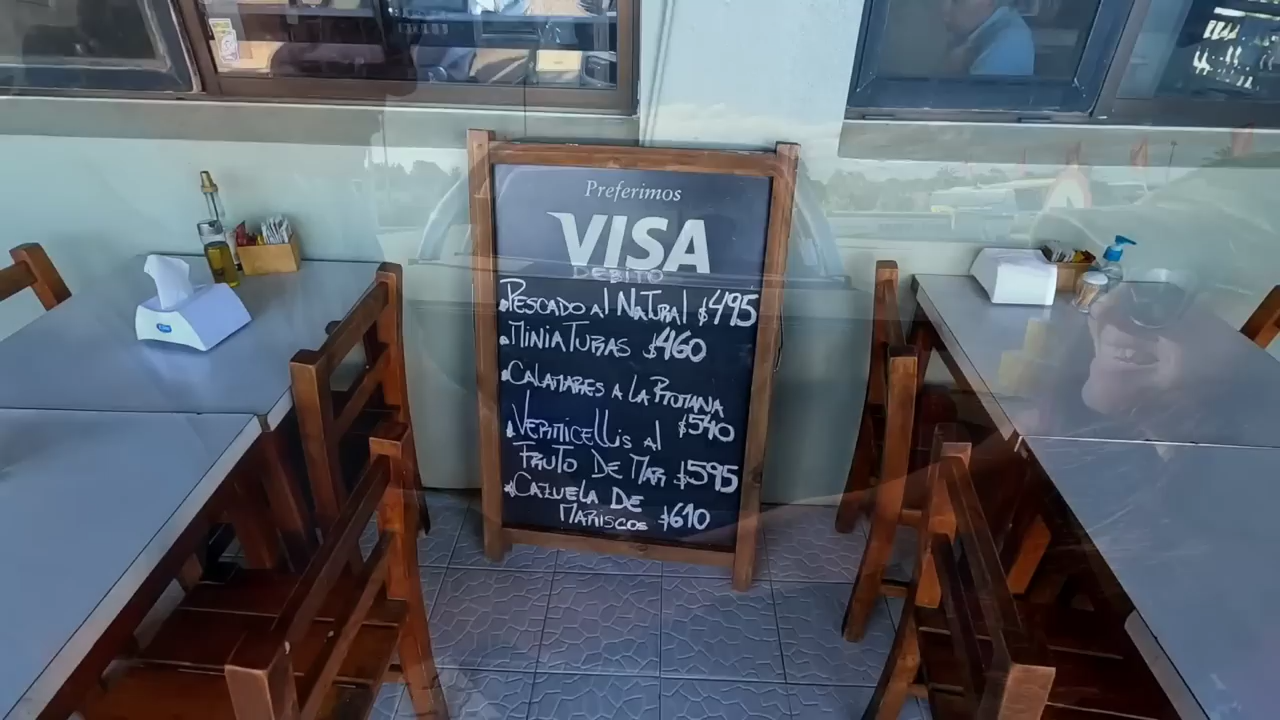 Preferimos
VISA
DEBITO
•PESCADO Al NATURAL $495
•MINIATURAS $460
•CALAMARES A LA ROMANA
$540
•VERMICELLIS Al
FRUTO DE MAR $595
•CAZUELA DE
MARISCOS $610